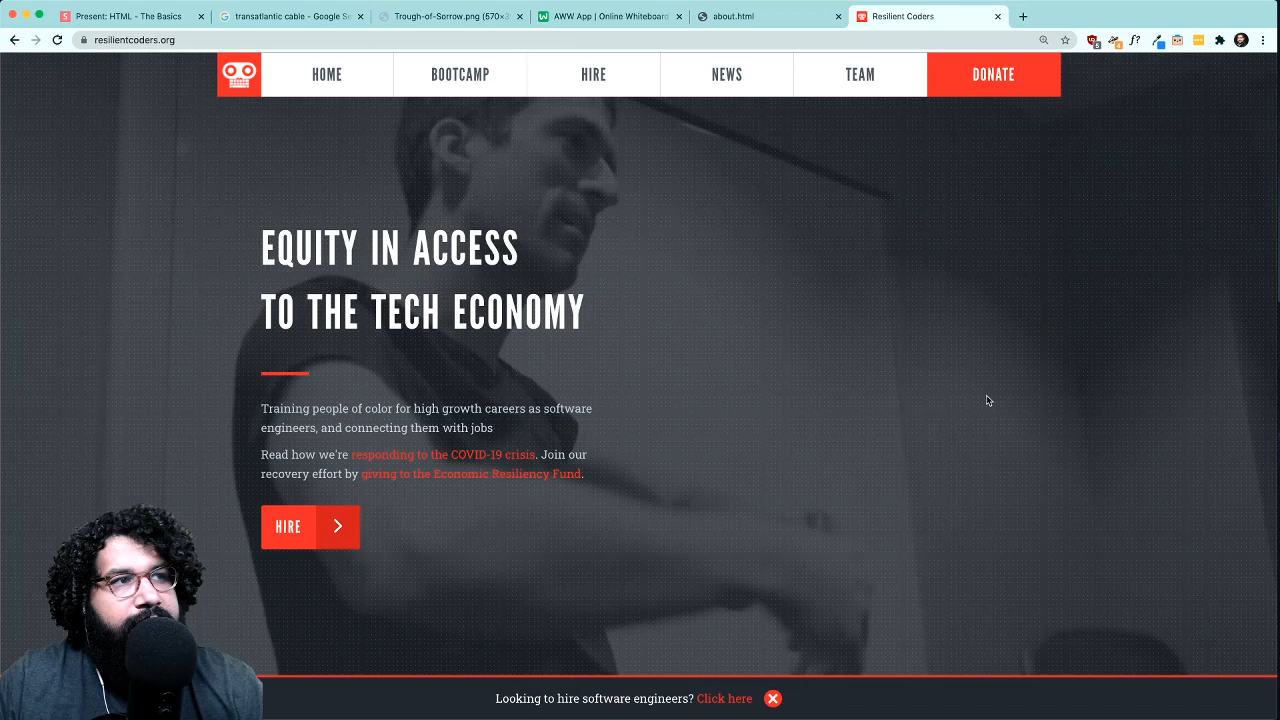 Present: HTML - The Basics
transatlantic cable - Google Se
Trough-of-Sorrow.png (570×3
AWW App | Online Whiteboard
about.html
Resilient Coders
resilientcoders.org
HOME
BOOTCAMP
HIRE
NEWS
TEAM
DONATE
EQUITY IN ACCESS
TO THE TECH ECONOMY
Training people of color for high growth careers as software
engineers, and connecting them with jobs
Read how we're responding to the COVID-19 crisis. Join our
recovery effort by giving to the Economic Resiliency Fund.
HIRE
Looking to hire software engineers? Click here